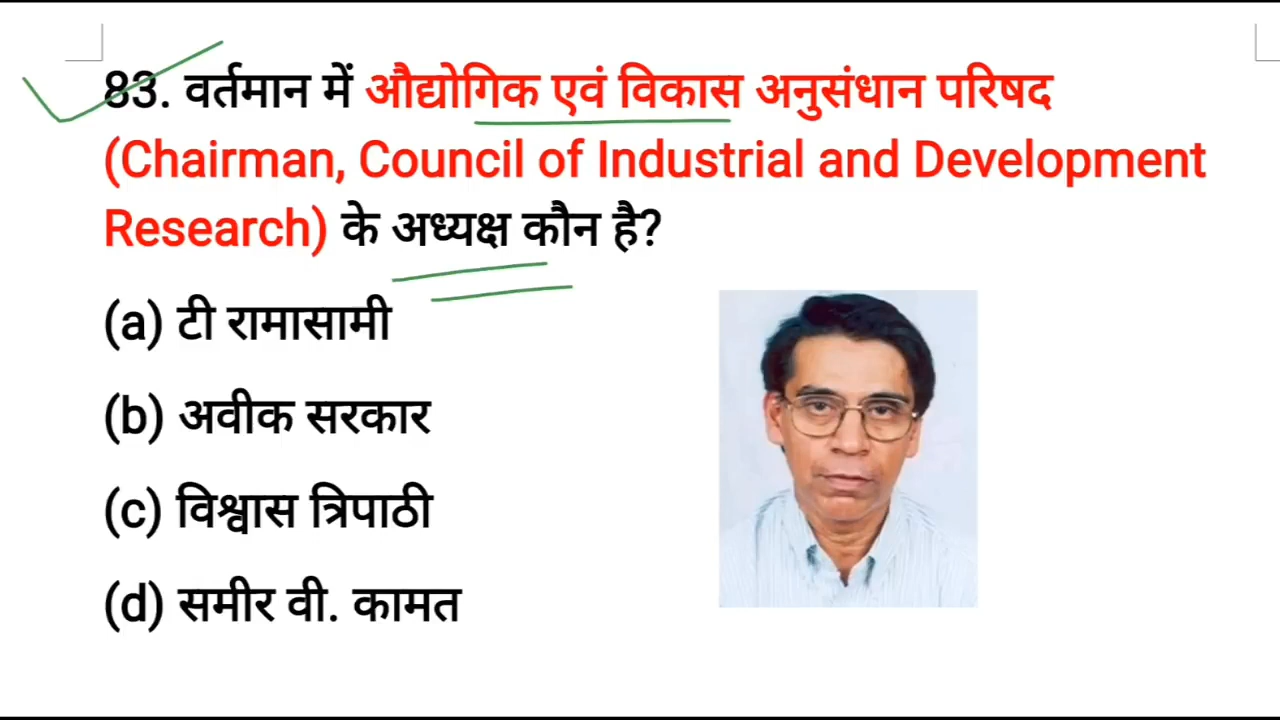 83. वर्तमान में औद्योगिक एवं विकास अनुसंधान परिषद
(Chairman, Council of Industrial and Development
Research) के अध्यक्ष कौन है?
(a) टी रामासामी
(b) अवीक सरकार
(c) विश्वास त्रिपाठी
(d) समीर वी. कामत